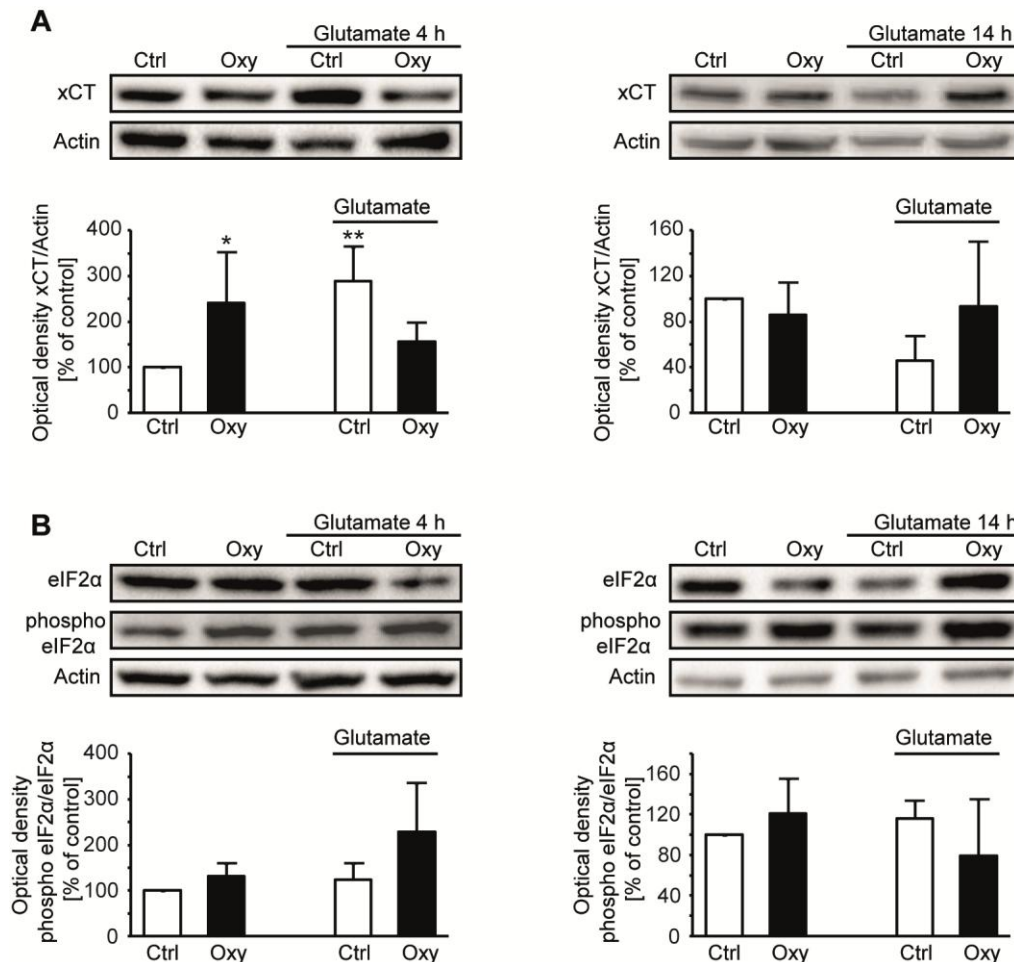 A
Glutamate 4 h
Ctrl Oxy Ctrl Oxy
xCT
Actin
Optical density xCT/Actin
[% of control]
400
300
200
100
0
Glutamate
* **
Ctrl Oxy Ctrl Oxy
Glutamate 14 h
Ctrl Oxy Ctrl Oxy
xCT
Actin
Optical density xCT/Actin
[% of control]
160
120
80
40
0
Glutamate
Ctrl Oxy Ctrl Oxy
B
Glutamate 4 h
Ctrl Oxy Ctrl Oxy
eIF2α
phospho
eIF2α
Actin
Optical density
phospho eIF2α/eIF2α
[% of control]
400
300
200
100
0
Glutamate
Ctrl Oxy Ctrl Oxy
Glutamate 14 h
Ctrl Oxy Ctrl Oxy
eIF2α
phospho
eIF2α
Actin
Optical density
phospho eIF2α/eIF2α
[% of control]
160
120
80
40
0
Glutamate
Ctrl Oxy Ctrl Oxy